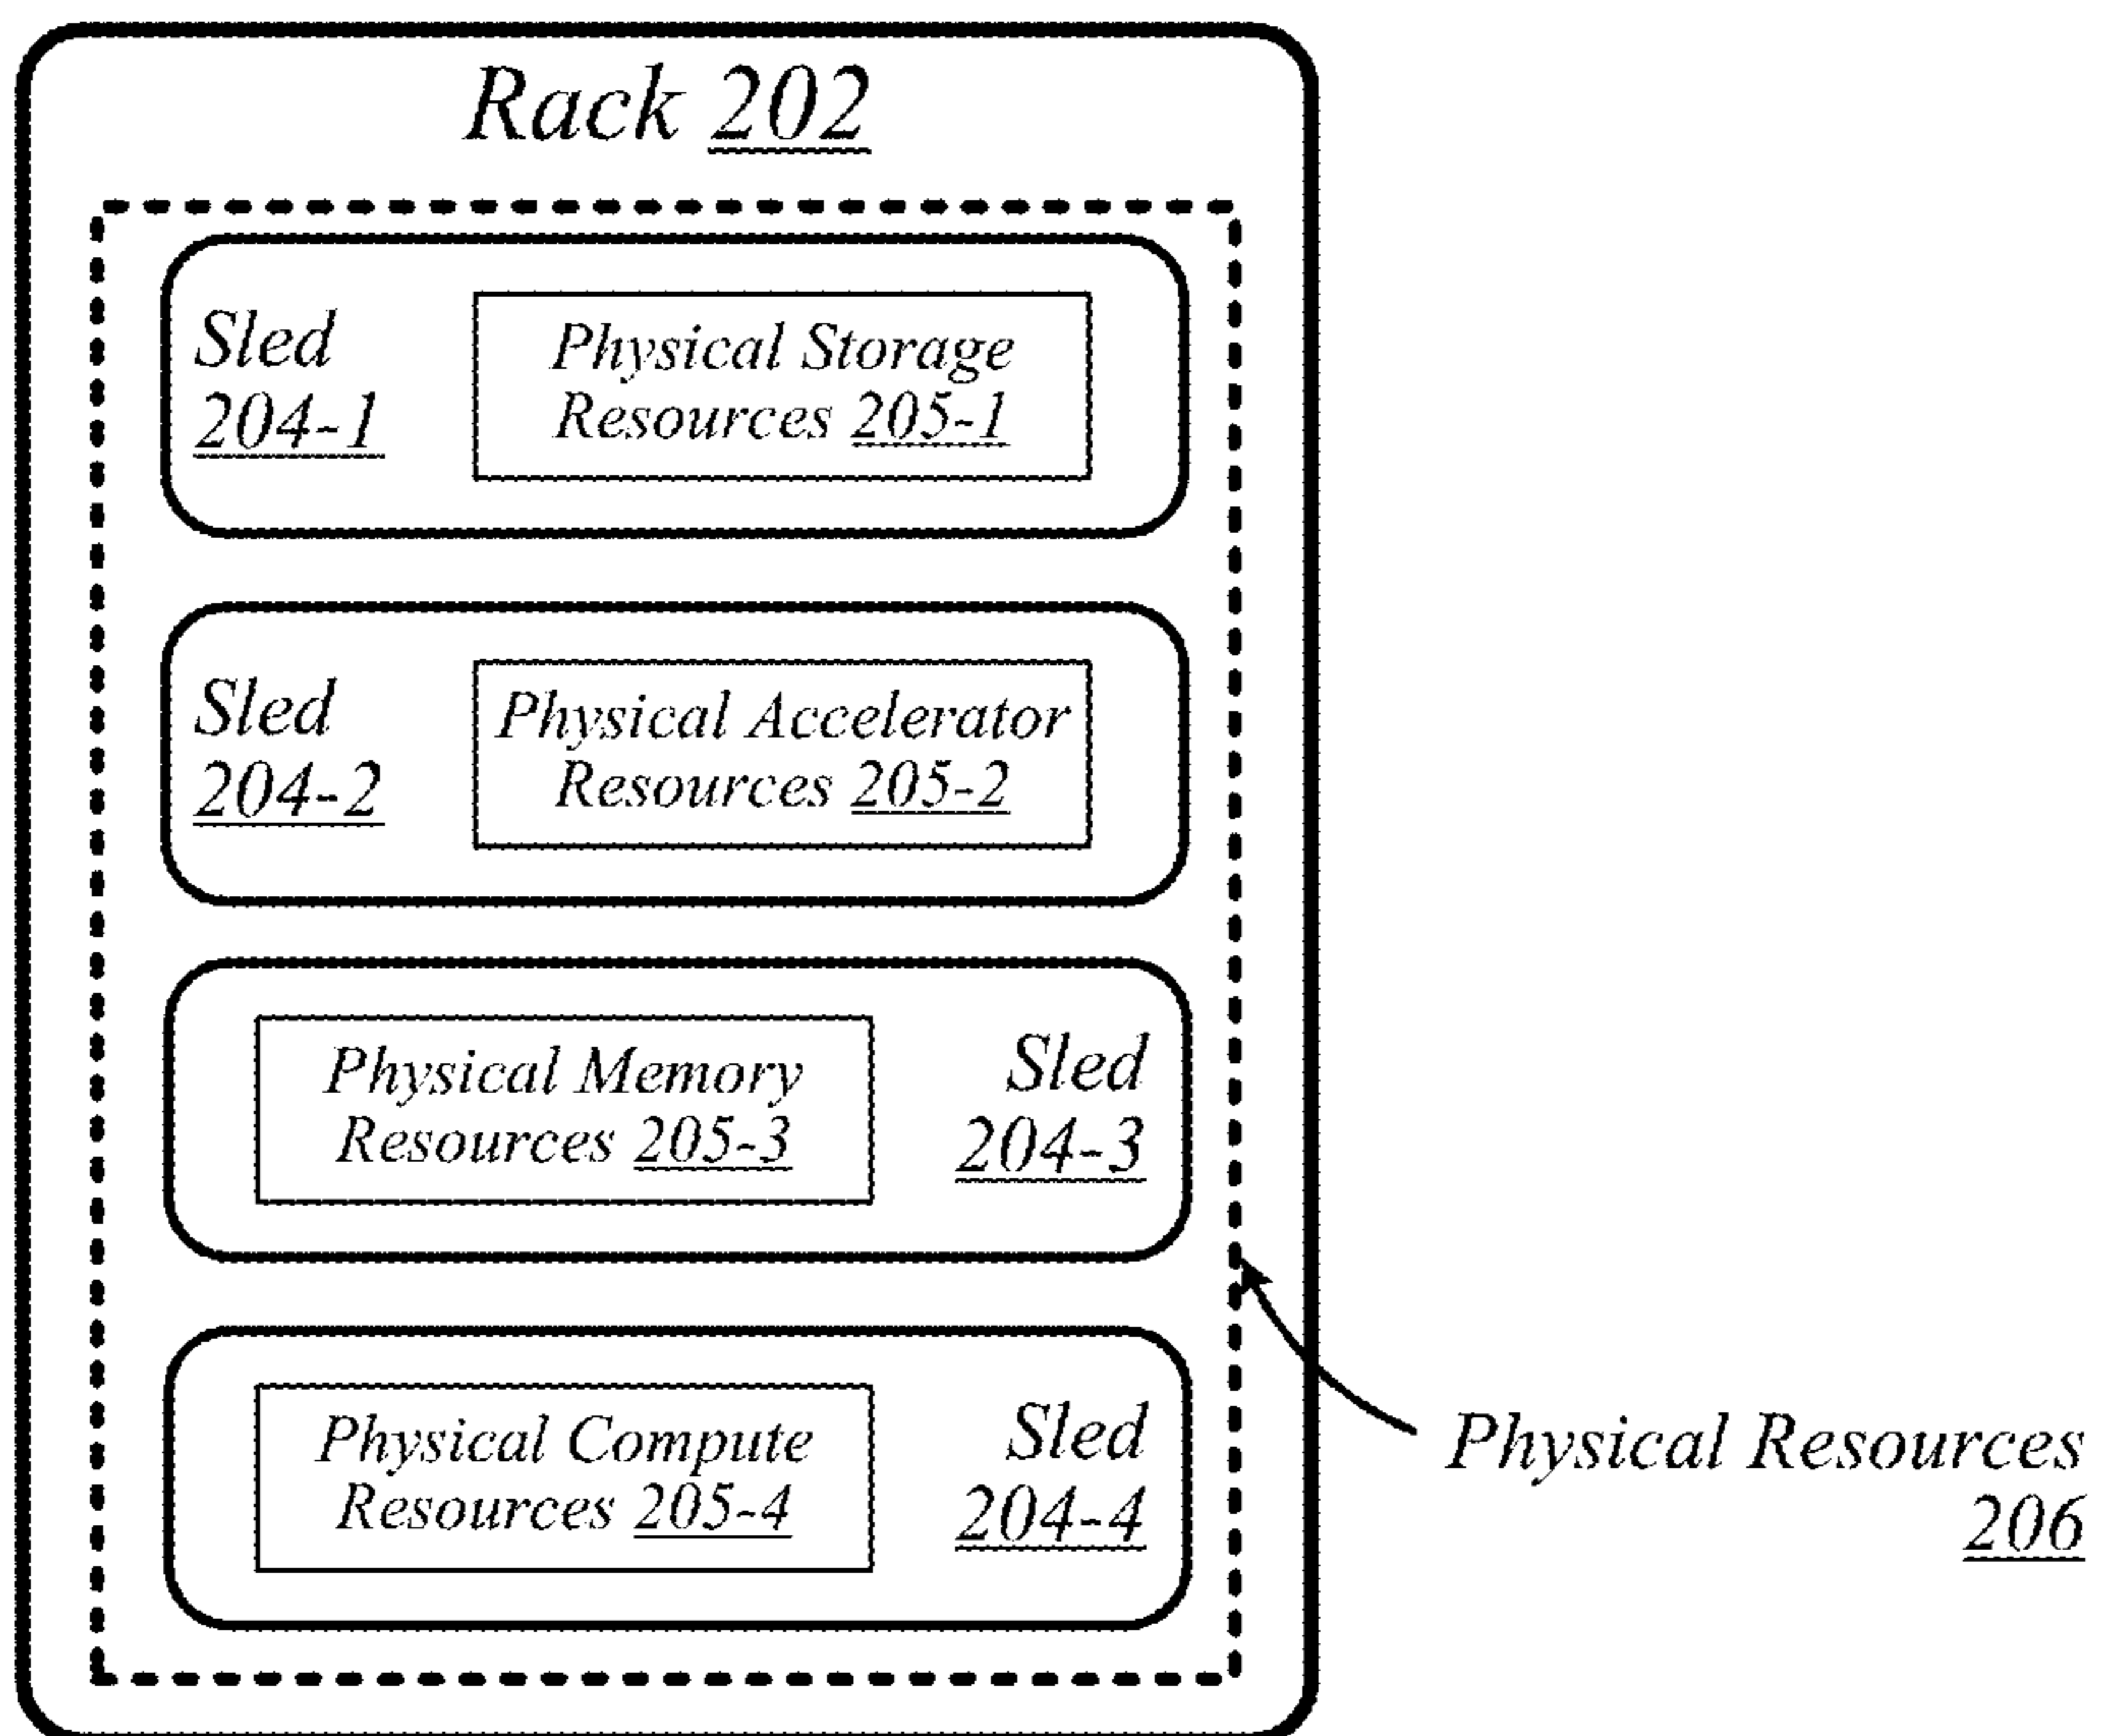 Rack 202
Sled
204-1
Physical Storage
Resources 205-1
Sled
204-2
Physical Accelerator
Resources 205-2
Physical Memory
Resources 205-3
Sled
204-3
Physical Compute
Resources 205-4
Sled
204-4
Physical Resources
206